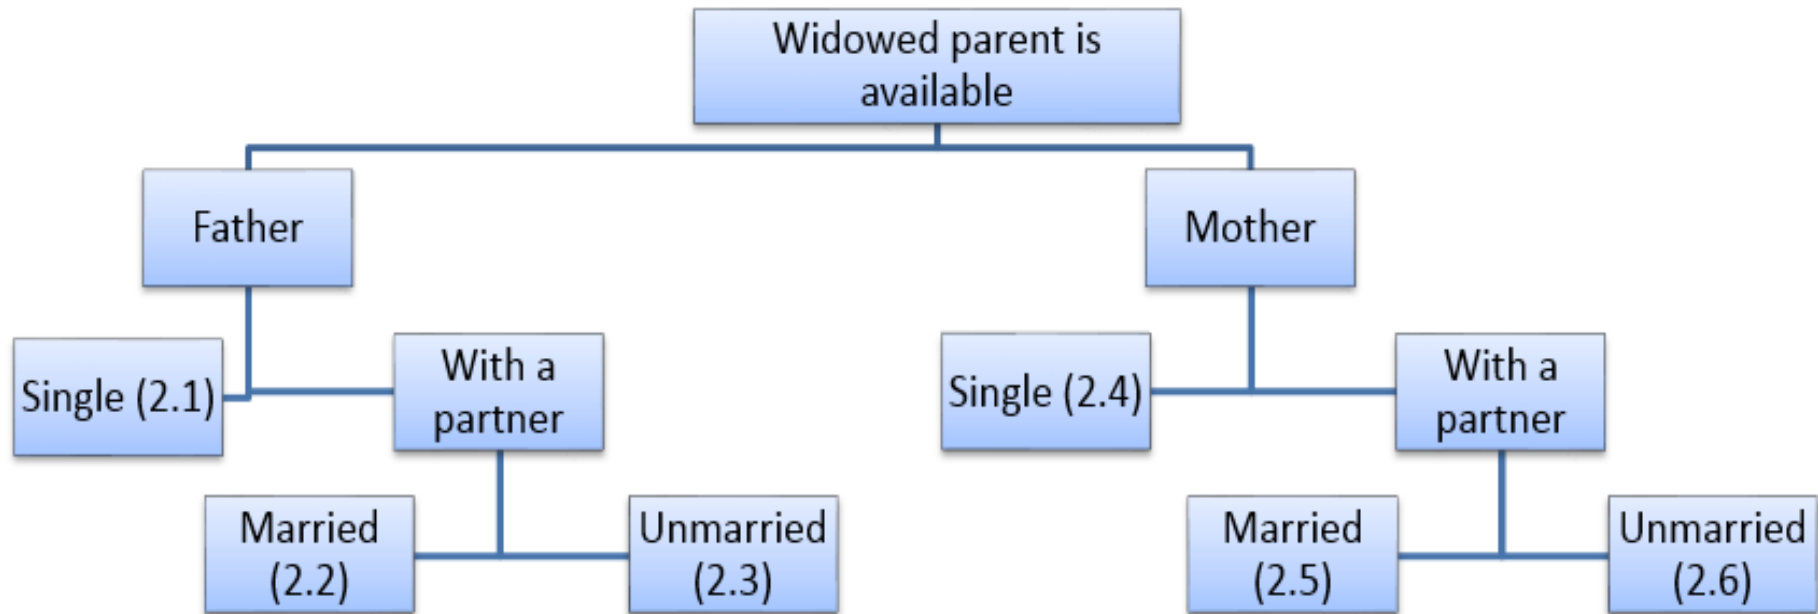 Widowed parent is
available
Father
Mother
Single (2.1)
With a
partner
Single (2.4)
With a
partner
Married
(2.2)
Unmarried
(2.3)
Married
(2.5)
Unmarried
(2.6)